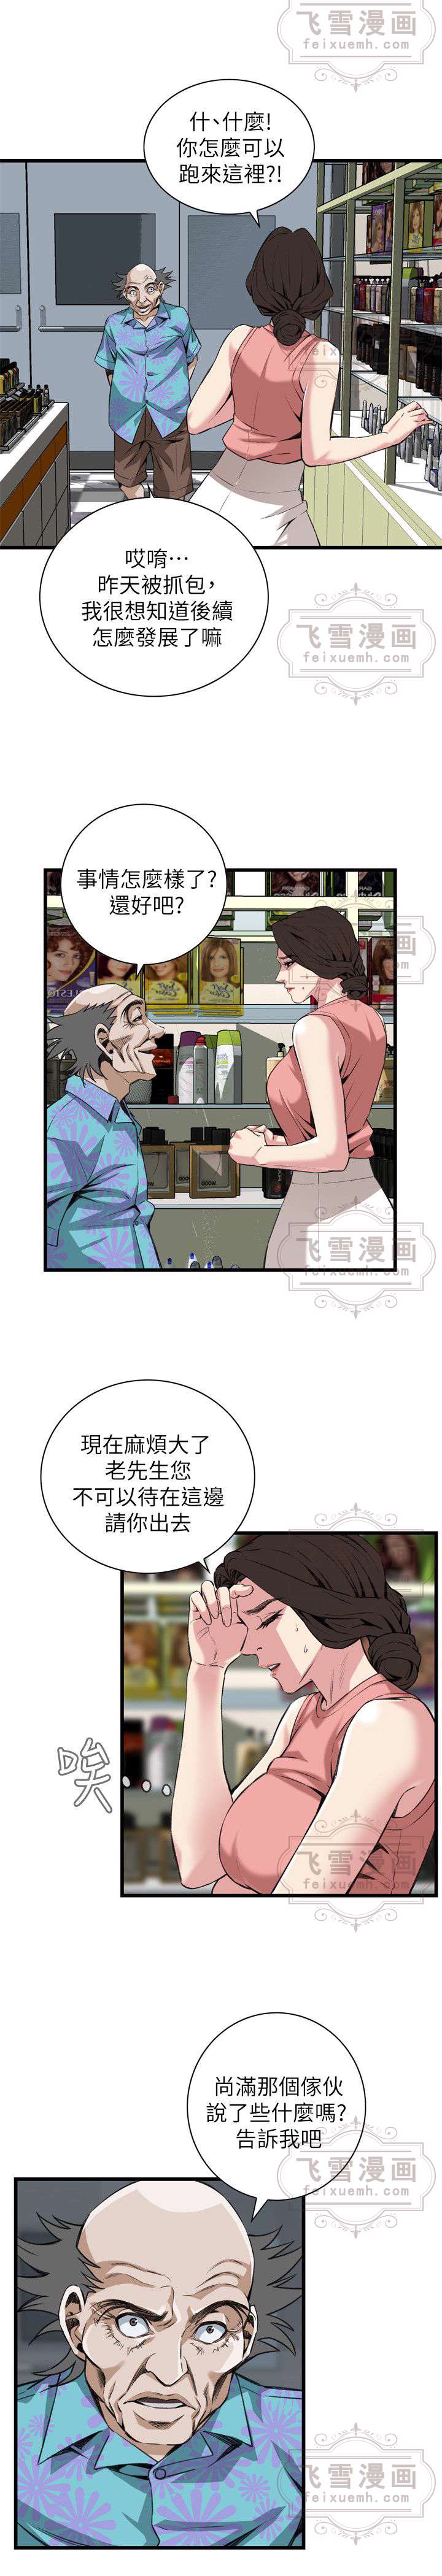 飞雪漫画
feixuemh.com
什、什麼!
你怎麼可以
跑來這裡?!
哎唷…
昨天被抓包，
我很想知道後續
怎麼發展了嘛
飞雪漫画
feixuemh.com
事情怎麼樣了?
還好吧?
飞雪漫画
feixuemh.com
現在麻煩大了
老先生您
不可以待在這邊
請你出去
唉
飞雪漫画
feixuemh.com
尚滿那個傢伙
說了些什麼嗎?
告訴我吧
飞雪漫画
feixuemh.com
飞雪漫画
feixuemh.com